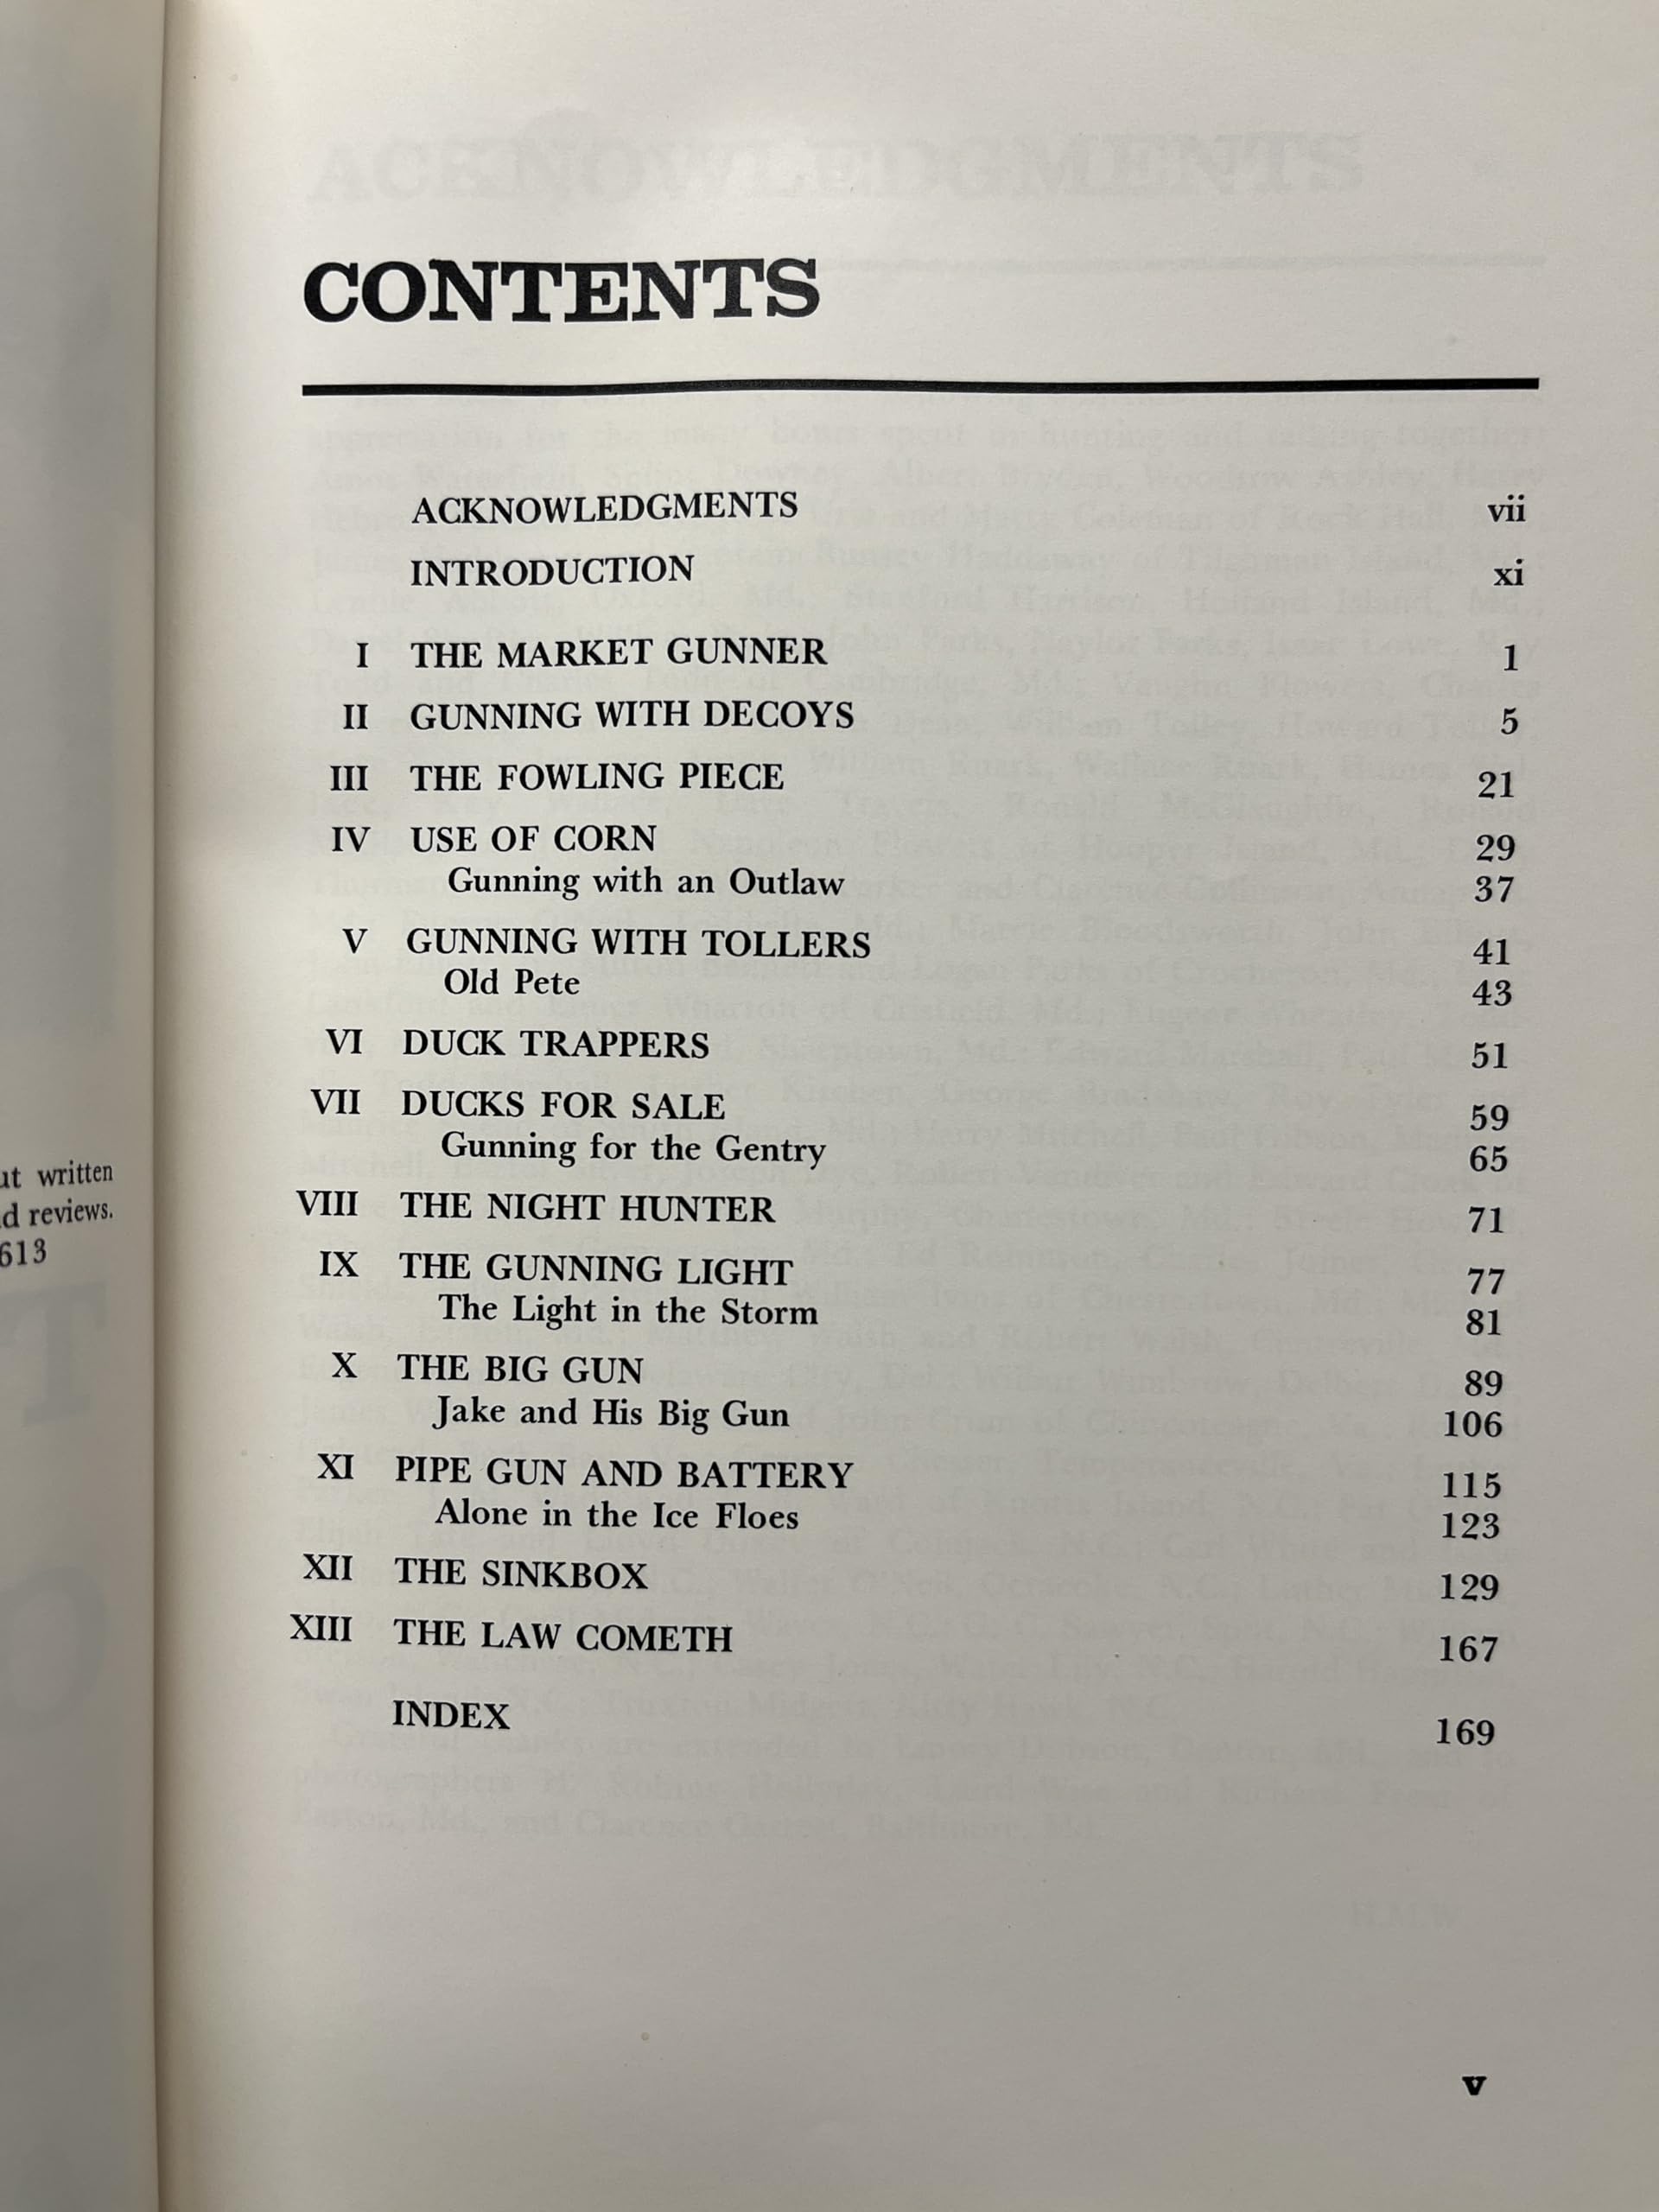 CONTENTS
ACKNOWLEDGMENTS vii
INTRODUCTION xi
I THE MARKET GUNNER 1
II GUNNING WITH DECOYS 5
III THE FOWLING PIECE 21
IV USE OF CORN 29
Gunning with an Outlaw 37
V GUNNING WITH TOLLERS 41
Old Pete 43
VI DUCK TRAPPERS 51
VII DUCKS FOR SALE 59
Gunning for the Gentry 65
VIII THE NIGHT HUNTER 71
IX THE GUNNING LIGHT 77
The Light in the Storm 81
X THE BIG GUN 89
Jake and His Big Gun 106
XI PIPE GUN AND BATTERY 115
Alone in the Ice Floes 123
XII THE SINKBOX 129
XIII THE LAW COMETH 167
INDEX 169
v
written
reviews.
613